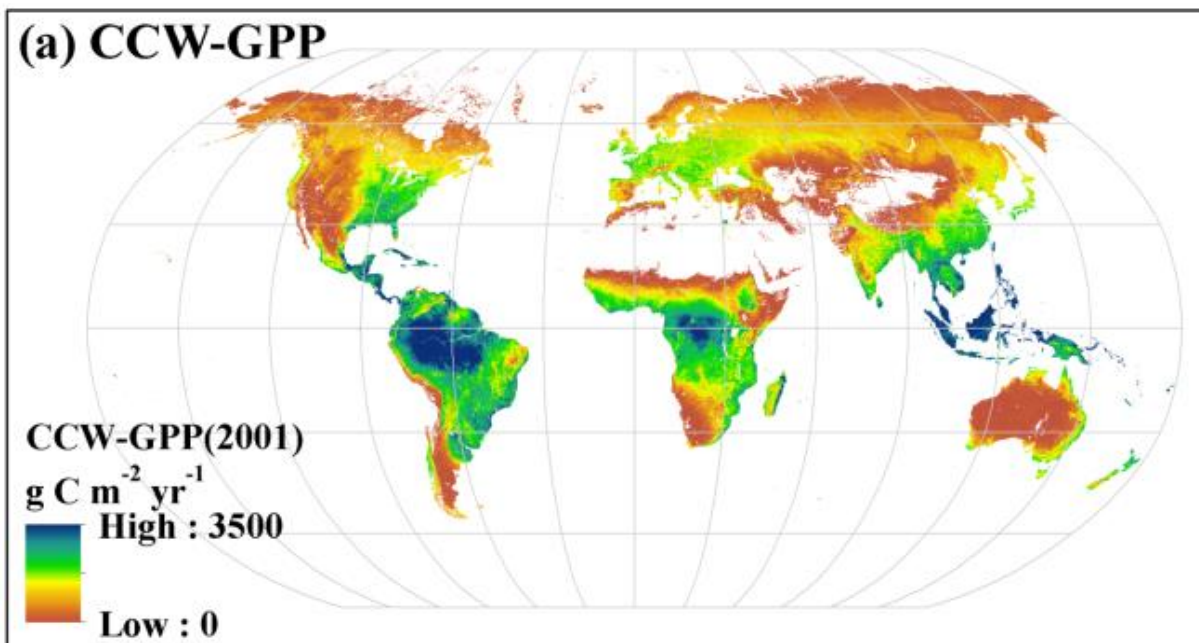 (a) CCW-GPP
CCW-GPP(2001)
g C m⁻² yr⁻¹
High : 3500
Low : 0